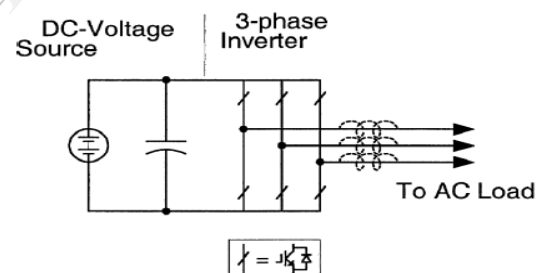 DC-Voltage
Source
3-phase
Inverter
To AC Load
=